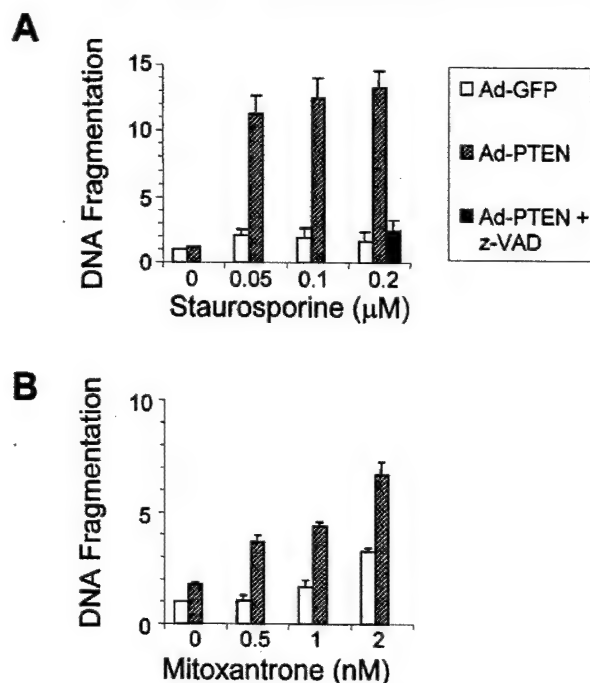 A
DNA Fragmentation
15
10
5
0
0 0.05 0.1 0.2
Staurosporine (μM)
Ad-GFP
Ad-PTEN
Ad-PTEN +
z-VAD
B
DNA Fragmentation
10
5
0
0 0.5 1 2
Mitoxantrone (nM)